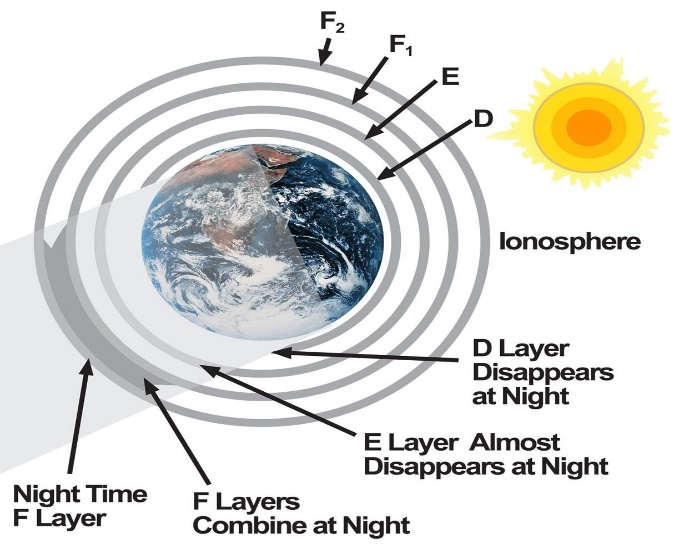 F₂
F₁
E
D
Ionosphere
D Layer
Disappears
at Night
E Layer Almost
Disappears at Night
Night Time
F Layer
F Layers
Combine at Night